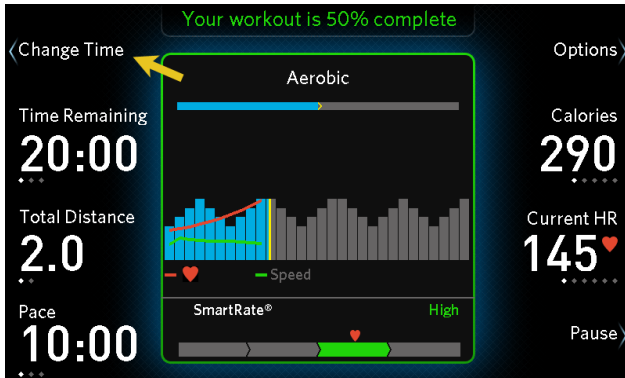 Your workout is 50% complete
Change Time
Options
Aerobic
Time Remaining
20:00
Calories
290
Total Distance
2.0
Current HR
145
Speed
Pace
10:00
SmartRate®
High
Pause